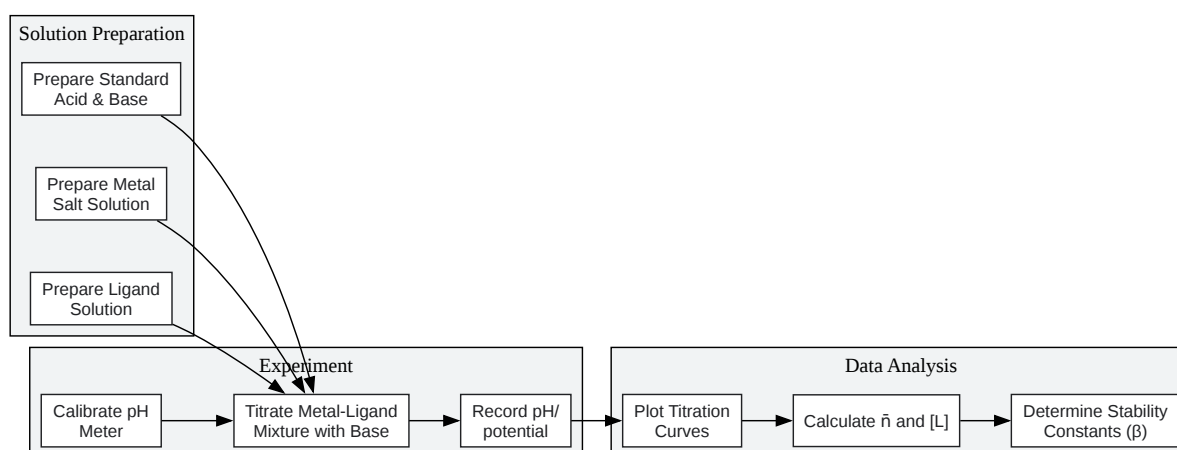 Solution Preparation
Prepare Standard
Acid & Base
Prepare Metal
Salt Solution
Prepare Ligand
Solution
Experiment
Calibrate pH
Meter
Titrate Metal-Ligand
Mixture with Base
Record pH/
potential
Data Analysis
Plot Titration
Curves
Calculate n̄ and [L]
Determine Stability
Constants (β)